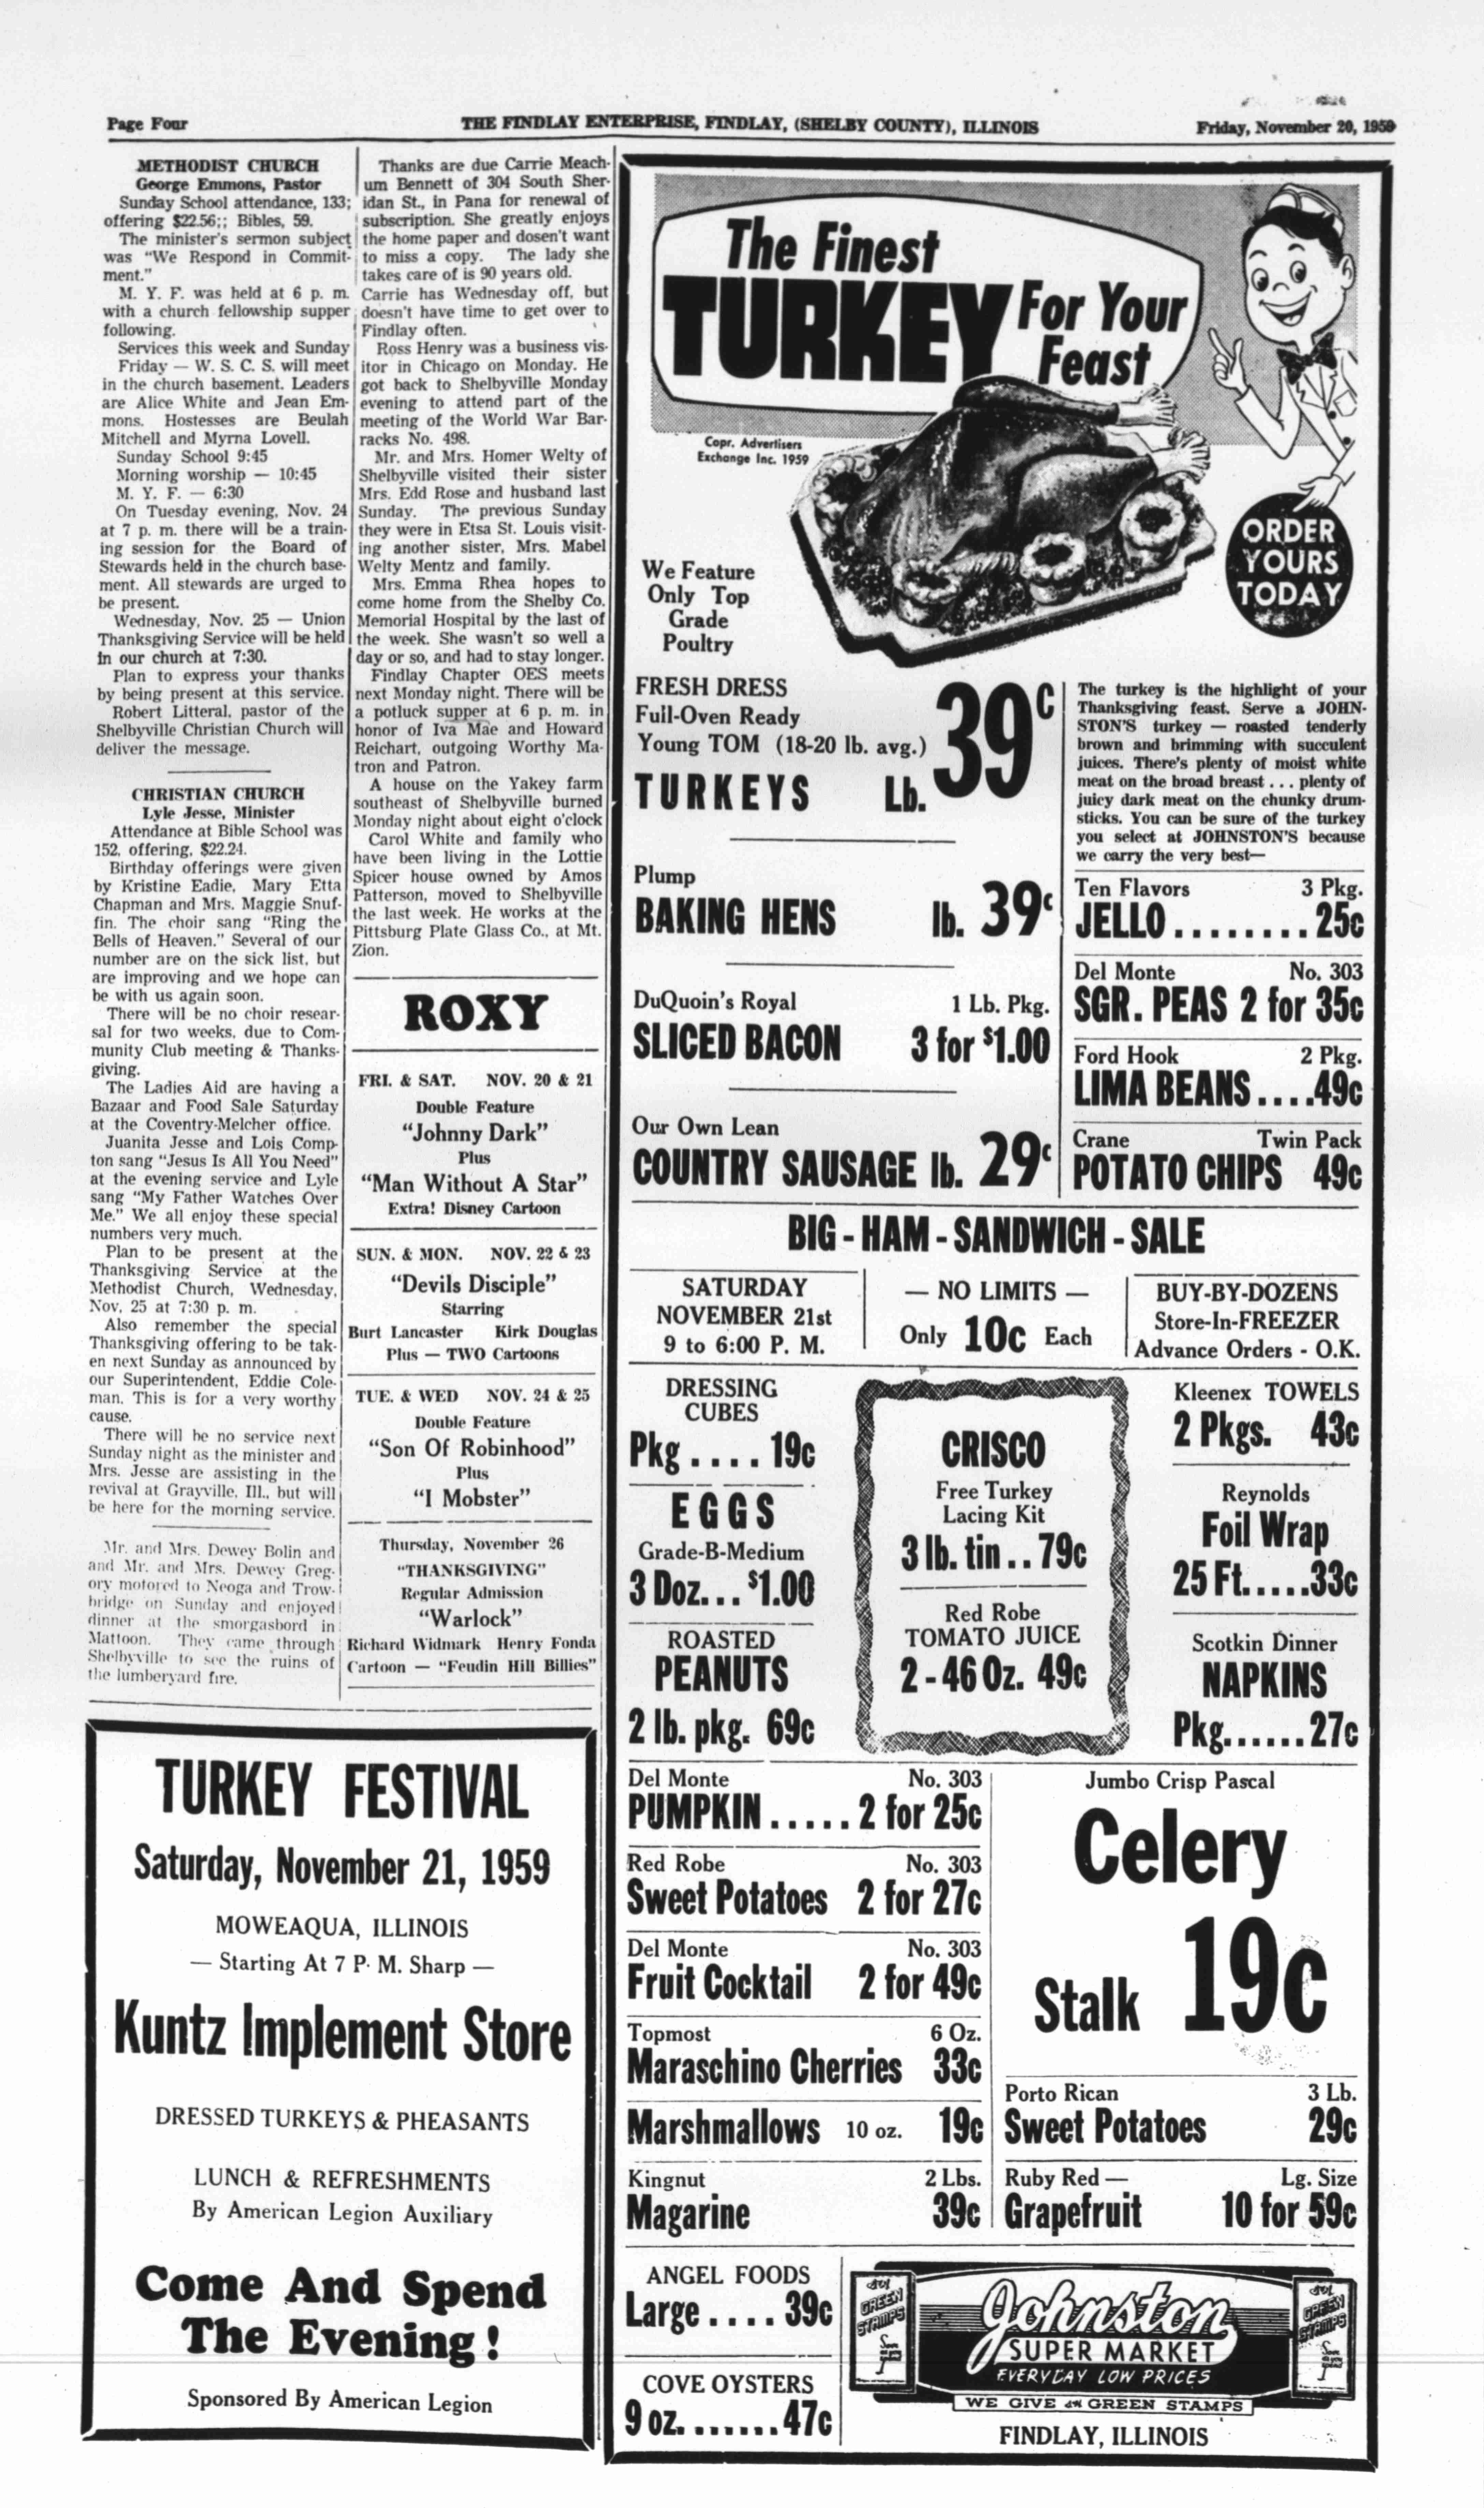 Page Four
THE FINDLAY ENTERPRISE, FINDLAY, (SHELBY COUNTY), ILLINOIS
Friday, November 20, 1959
METHODIST CHURCH
George Emmons, Pastor
Sunday School attendance, 133;
offering $22.56;; Bibles, 59.
The minister's sermon subject
was "We Respond in Commit-
ment."
M. Y. F. was held at 6 p. m.
with a church fellowship supper
following.
Services this week and Sunday
Friday — W. S. C. S. will meet
in the church basement. Leaders
are Alice White and Jean Em-
mons. Hostesses are Beulah
Mitchell and Myrna Lovell.
Sunday School 9:45
Morning worship — 10:45
M. Y. F. — 6:30
On Tuesday evening, Nov. 24
at 7 p. m. there will be a train-
ing session for the Board of
Stewards held in the church base-
ment. All stewards are urged to
be present.
Wednesday, Nov. 25 — Union
Thanksgiving Service will be held
in our church at 7:30.
Plan to express your thanks
by being present at this service.
Robert Litteral, pastor of the
Shelbyville Christian Church will
deliver the message.
CHRISTIAN CHURCH
Lyle Jesse, Minister
Attendance at Bible School was
152, offering, $22.24.
Birthday offerings were given
by Kristine Eadie, Mary Etta
Chapman and Mrs. Maggie Snuf-
fin. The choir sang "Ring the
Bells of Heaven." Several of our
number are on the sick list, but
are improving and we hope can
be with us again soon.
There will be no choir resear-
sal for two weeks, due to Com-
munity Club meeting & Thanks-
giving.
The Ladies Aid are having a
Bazaar and Food Sale Saturday
at the Coventry-Melcher office.
Juanita Jesse and Lois Comp-
ton sang "Jesus Is All You Need"
at the evening service and Lyle
sang "My Father Watches Over
Me." We all enjoy these special
numbers very much.
Plan to be present at the
Thanksgiving Service at the
Methodist Church, Wednesday,
Nov. 25 at 7:30 p. m.
Also remember the special
Thanksgiving offering to be tak-
en next Sunday as announced by
our Superintendent, Eddie Cole-
man. This is for a very worthy
cause.
There will be no service next
Sunday night as the minister and
Mrs. Jesse are assisting in the
revival at Grayville, Ill., but will
be here for the morning service.
Mr. and Mrs. Dewey Bolin and
and Mr. and Mrs. Dewey Greg-
ory motored to Neoga and Trow-
bridge on Sunday and enjoyed
dinner at the smorgasbord in
Mattoon. They came through
Shelbyville to see the ruins of
the lumberyard fire.
Thanks are due Carrie Meach-
um Bennett of 304 South Sher-
idan St., in Pana for renewal of
subscription. She greatly enjoys
the home paper and dosen't want
to miss a copy. The lady she
takes care of is 90 years old.
Carrie has Wednesday off, but
doesn't have time to get over to
Findlay often.
Ross Henry was a business vis-
itor in Chicago on Monday. He
got back to Shelbyville Monday
evening to attend part of the
meeting of the World War Bar-
racks No. 498.
Mr. and Mrs. Homer Welty of
Shelbyville visited their sister
Mrs. Edd Rose and husband last
Sunday. The previous Sunday
they were in Etsa St. Louis visit-
ing another sister, Mrs. Mabel
Welty Mentz and family.
Mrs. Emma Rhea hopes to
come home from the Shelby Co.
Memorial Hospital by the last of
the week. She wasn't so well a
day or so, and had to stay longer.
Findlay Chapter OES meets
next Monday night. There will be
a potluck supper at 6 p. m. in
honor of Iva Mae and Howard
Reichart, outgoing Worthy Ma-
tron and Patron.
A house on the Yakey farm
southeast of Shelbyville burned
Monday night about eight o'clock
Carol White and family who
have been living in the Lottie
Spicer house owned by Amos
Patterson, moved to Shelbyville
the last week. He works at the
Pittsburg Plate Glass Co., at Mt.
Zion.
ROXY
FRI. & SAT. NOV. 20 & 21
Double Feature
"Johnny Dark"
Plus
"Man Without A Star"
Extra! Disney Cartoon
SUN. & MON. NOV. 22 & 23
"Devils Disciple"
Starring
Burt Lancaster Kirk Douglas
Plus — TWO Cartoons
TUE. & WED NOV. 24 & 25
Double Feature
"Son Of Robinhood"
Plus
"I Mobster"
Thursday, November 26
"THANKSGIVING"
Regular Admission
"Warlock"
Richard Widmark Henry Fonda
Cartoon — "Feudin Hill Billies"
TURKEY FESTIVAL
Saturday, November 21, 1959
MOWEAQUA, ILLINOIS
— Starting At 7 P. M. Sharp —
Kuntz Implement Store
DRESSED TURKEYS & PHEASANTS
LUNCH & REFRESHMENTS
By American Legion Auxiliary
Come And Spend
The Evening!
Sponsored By American Legion
The Finest
TURKEY For Your
Feast
Copr. Advertisers
Exchange Inc. 1959
ORDER
YOURS
TODAY
We Feature
Only Top
Grade
Poultry
FRESH DRESS
Full-Oven Ready
Young TOM (18-20 lb. avg.)
TURKEYS Lb. 39c
Plump
BAKING HENS lb. 39c
DuQuoin's Royal 1 Lb. Pkg.
SLICED BACON 3 for $1.00
Our Own Lean
COUNTRY SAUSAGE lb. 29c
The turkey is the highlight of your
Thanksgiving feast. Serve a JOHN-
STON'S turkey — roasted tenderly
brown and brimming with succulent
juices. There's plenty of moist white
meat on the broad breast . . . plenty of
juicy dark meat on the chunky drum-
sticks. You can be sure of the turkey
you select at JOHNSTON'S because
we carry the very best—
Ten Flavors 3 Pkg.
JELLO ........ 25c
Del Monte No. 303
SGR. PEAS 2 for 35c
Ford Hook 2 Pkg.
LIMA BEANS ....49c
Crane Twin Pack
POTATO CHIPS 49c
BIG - HAM - SANDWICH - SALE
SATURDAY
NOVEMBER 21st
9 to 6:00 P. M.
— NO LIMITS —
Only 10c Each
BUY-BY-DOZENS
Store-In-FREEZER
Advance Orders - O.K.
DRESSING
CUBES
Pkg .... 19c
EGGS
Grade-B-Medium
3 Doz... $1.00
ROASTED
PEANUTS
2 lb. pkg. 69c
CRISCO
Free Turkey
Lacing Kit
3 lb. tin .. 79c
Red Robe
TOMATO JUICE
2 - 46 Oz. 49c
Kleenex TOWELS
2 Pkgs. 43c
Reynolds
Foil Wrap
25 Ft.....33c
Scotkin Dinner
NAPKINS
Pkg......27c
Del Monte No. 303
PUMPKIN ..... 2 for 25c
Red Robe No. 303
Sweet Potatoes 2 for 27c
Del Monte No. 303
Fruit Cocktail 2 for 49c
Topmost 6 Oz.
Maraschino Cherries 33c
Marshmallows 10 oz. 19c
Kingnut 2 Lbs.
Magarine 39c
Jumbo Crisp Pascal
Celery
Stalk 19c
Porto Rican 3 Lb.
Sweet Potatoes 29c
Ruby Red — Lg. Size
Grapefruit 10 for 59c
ANGEL FOODS
Large .... 39c
COVE OYSTERS
9 oz. .......47c
GREEN
STAMPS
Johnston
SUPER MARKET
EVERYDAY LOW PRICES
WE GIVE GREEN STAMPS
GREEN
STAMPS
FINDLAY, ILLINOIS